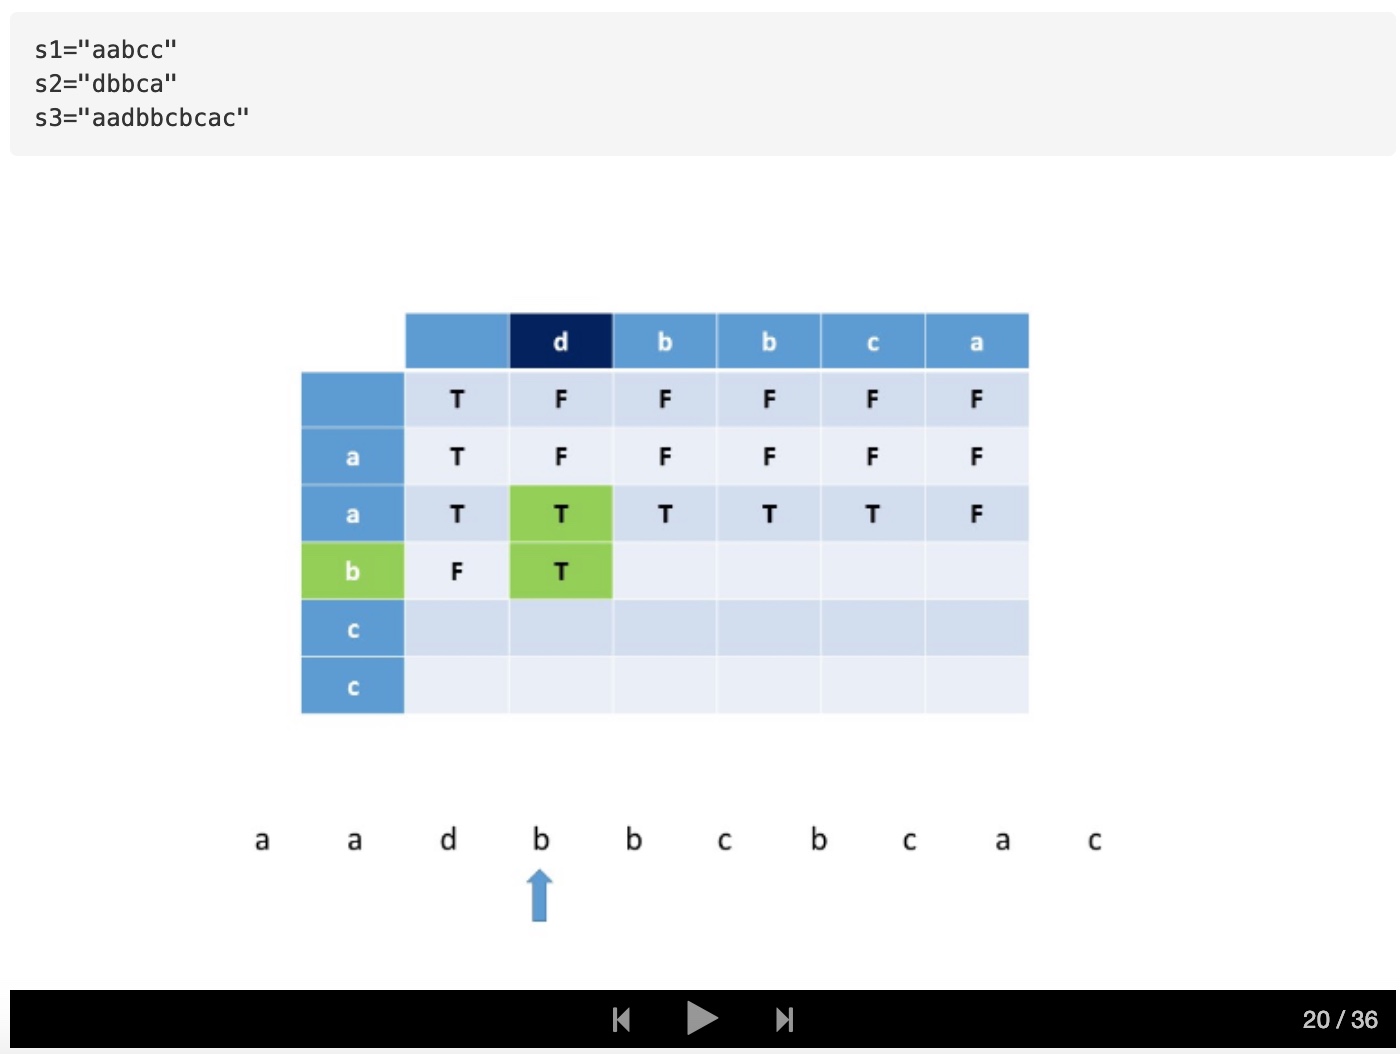 s1="aabcc"
s2="dbbca"
s3="aadbbcbcac"
d b b c a
T F F F F F
a T F F F F F
a T T T T T F
b F T
c
c
a a d b b c b c a c
20 / 36